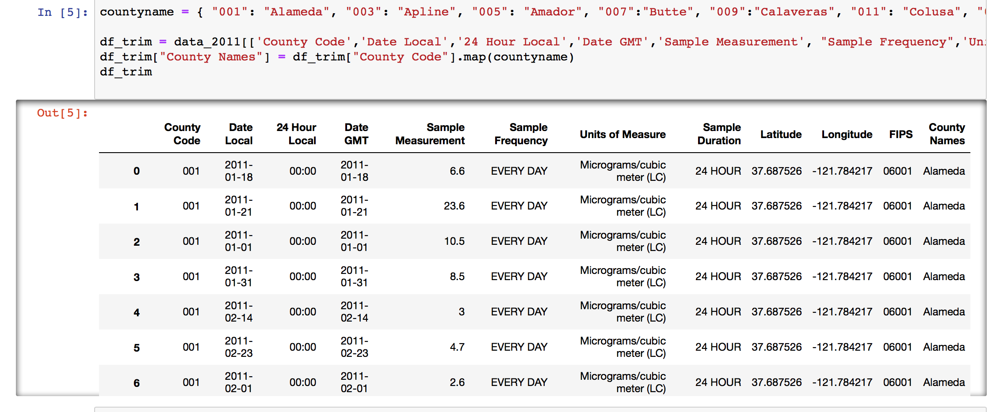 In [5]: countyname = { "001": "Alameda", "003": "Apline", "005": "Amador", "007":"Butte", "009":"Calaveras", "011": "Colusa",
df_trim = data_2011[['County Code','Date Local','24 Hour Local','Date GMT','Sample Measurement', "Sample Frequency",'Un
df_trim["County Names"] = df_trim["County Code"].map(countyname)
df_trim
Out[5]:
County Code Date Local 24 Hour Local Date GMT Sample Measurement Sample Frequency Units of Measure Sample Duration Latitude Longitude FIPS County Names
0 001 2011-01-18 00:00 2011-01-18 6.6 EVERY DAY Micrograms/cubic meter (LC) 24 HOUR 37.687526 -121.784217 06001 Alameda
1 001 2011-01-21 00:00 2011-01-21 23.6 EVERY DAY Micrograms/cubic meter (LC) 24 HOUR 37.687526 -121.784217 06001 Alameda
2 001 2011-01-01 00:00 2011-01-01 10.5 EVERY DAY Micrograms/cubic meter (LC) 24 HOUR 37.687526 -121.784217 06001 Alameda
3 001 2011-01-31 00:00 2011-01-31 8.5 EVERY DAY Micrograms/cubic meter (LC) 24 HOUR 37.687526 -121.784217 06001 Alameda
4 001 2011-02-14 00:00 2011-02-14 3 EVERY DAY Micrograms/cubic meter (LC) 24 HOUR 37.687526 -121.784217 06001 Alameda
5 001 2011-02-23 00:00 2011-02-23 4.7 EVERY DAY Micrograms/cubic meter (LC) 24 HOUR 37.687526 -121.784217 06001 Alameda
6 001 2011-02-01 00:00 2011-02-01 2.6 EVERY DAY Micrograms/cubic meter (LC) 24 HOUR 37.687526 -121.784217 06001 Alameda